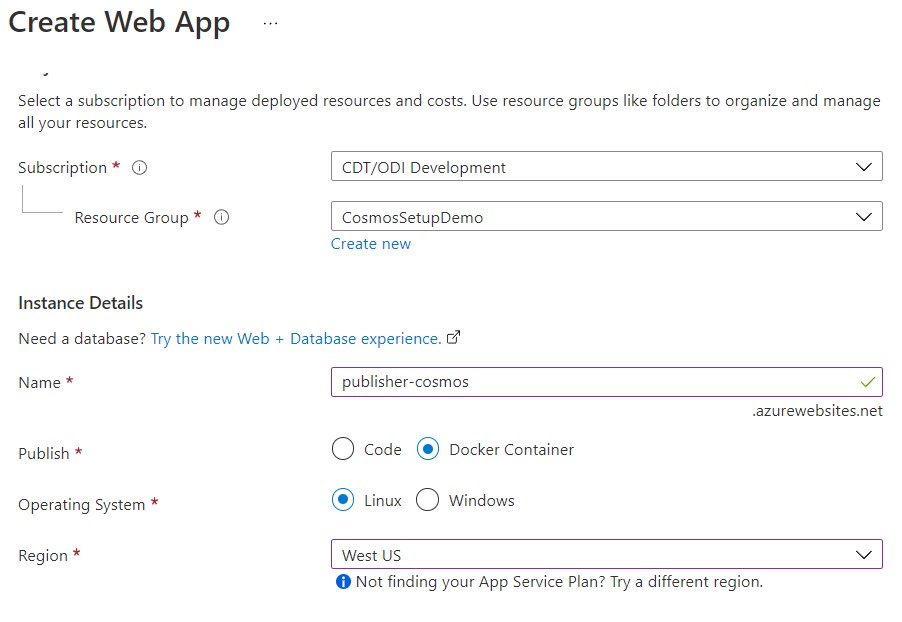 Create Web App ...
Select a subscription to manage deployed resources and costs. Use resource groups like folders to organize and manage
all your resources.
Subscription *
CDT/ODI Development
Resource Group *
CosmosSetupDemo
Create new
Instance Details
Need a database? Try the new Web + Database experience.
Name *
publisher-cosmos
.azurewebsites.net
Publish *
Code
Docker Container
Operating System *
Linux
Windows
Region *
West US
Not finding your App Service Plan? Try a different region.